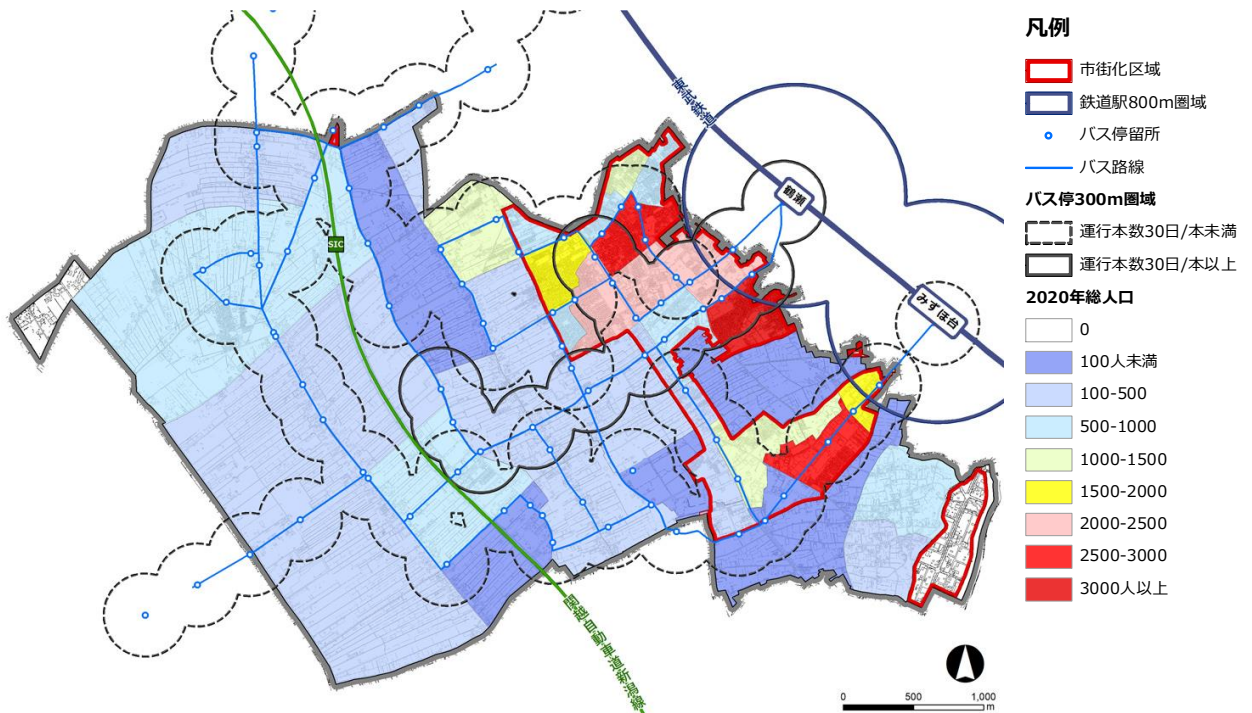 東武鉄道
鶴瀬
みずほ台
SIC
関越自動車道新潟線
0 500 1,000
m
凡例
市街化区域
鉄道駅800m圏域
バス停留所
バス路線
バス停300m圏域
運行本数30日/本未満
運行本数30日/本以上
2020年総人口
0
100人未満
100-500
500-1000
1000-1500
1500-2000
2000-2500
2500-3000
3000人以上